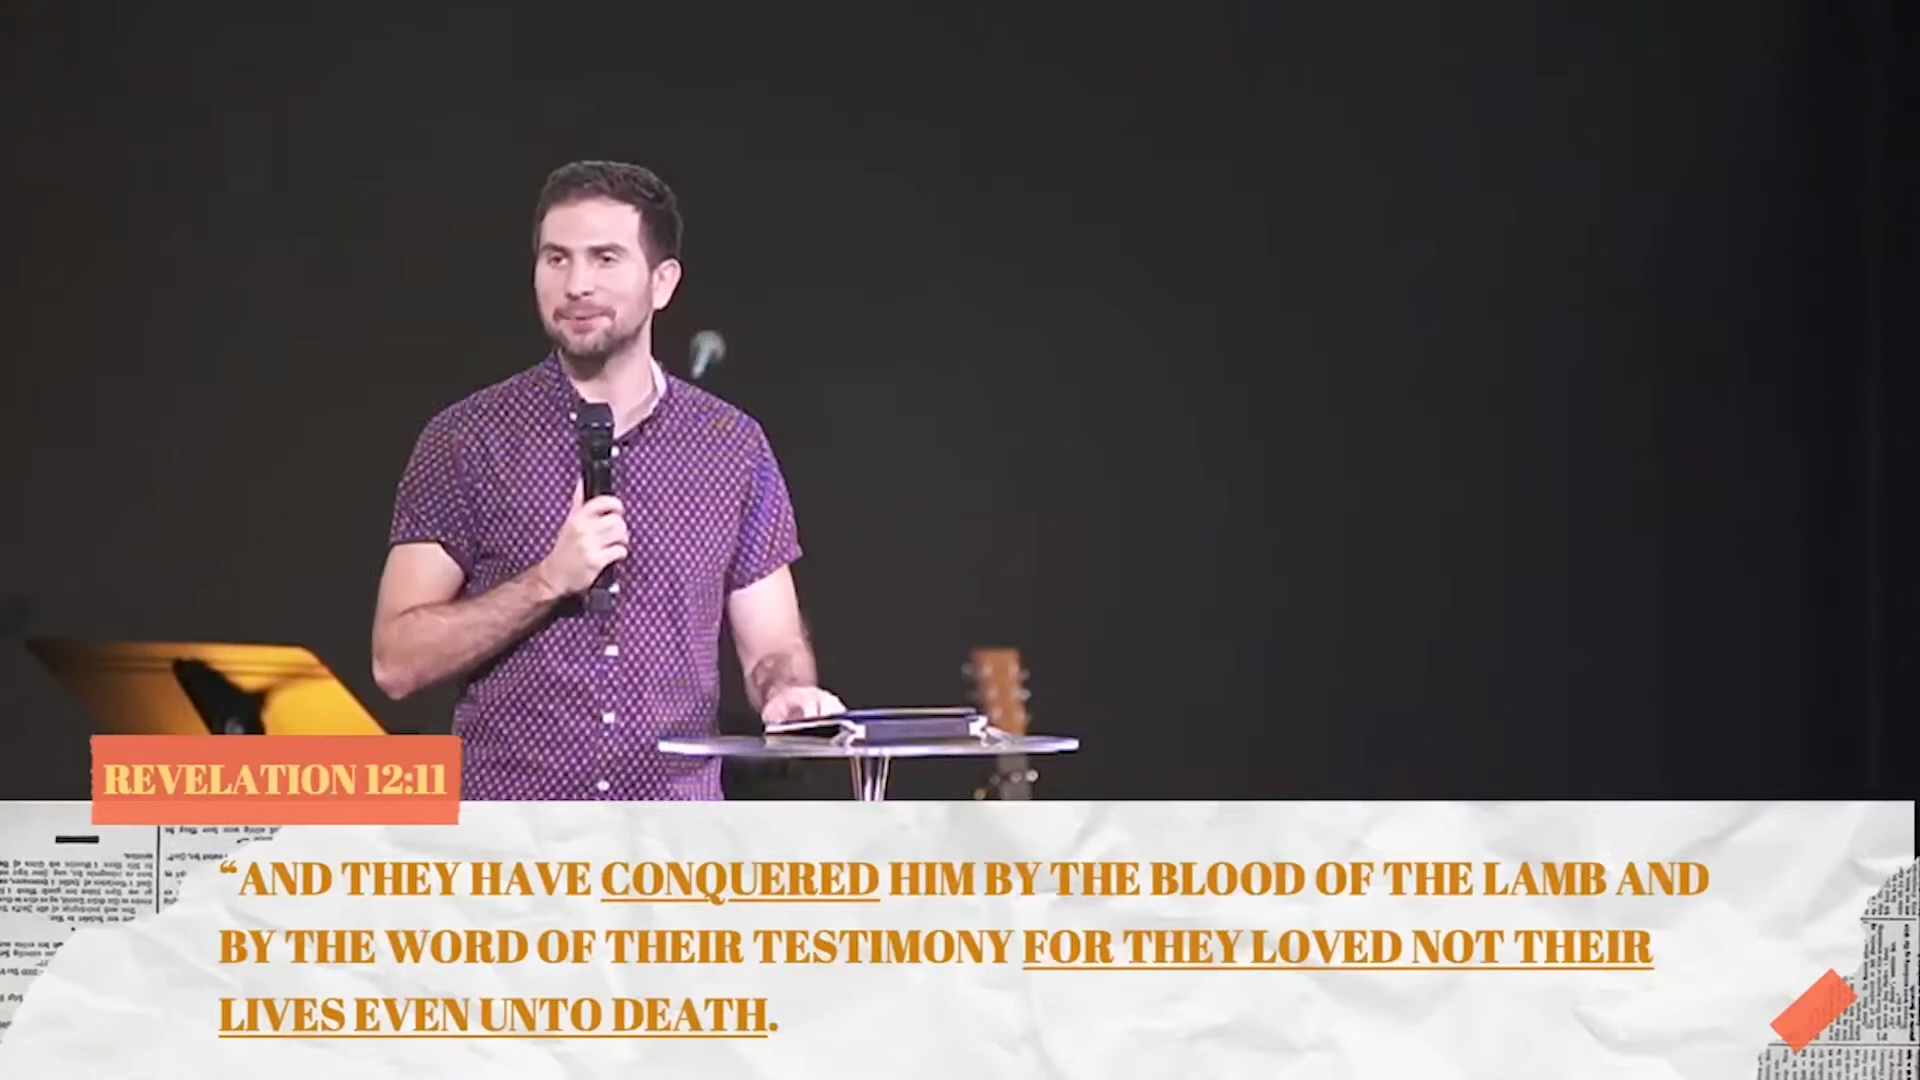 REVELATION 12:11
“AND THEY HAVE CONQUERED HIM BY THE BLOOD OF THE LAMB AND
BY THE WORD OF THEIR TESTIMONY FOR THEY LOVED NOT THEIR
LIVES EVEN UNTO DEATH.